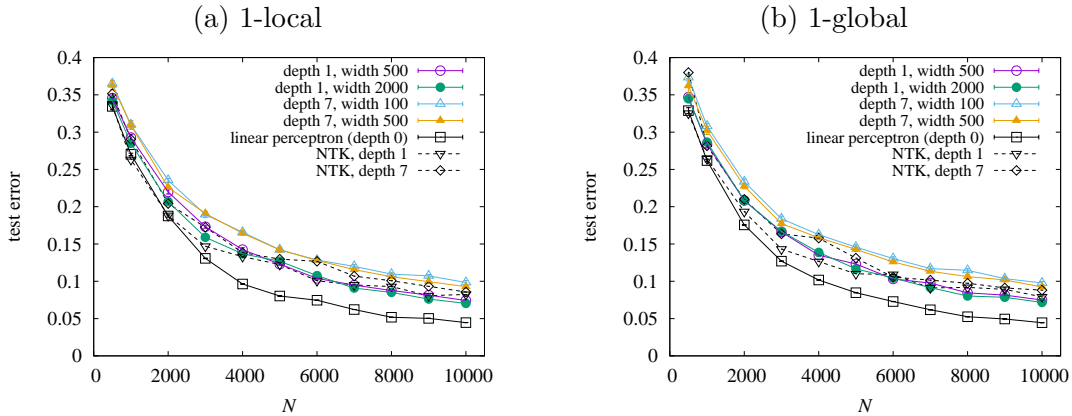 (a) 1-local
0.4
0.35
0.3
0.25
0.2
0.15
0.1
0.05
0
test error
depth 1, width 500
depth 1, width 2000
depth 7, width 100
depth 7, width 500
linear perceptron (depth 0)
NTK, depth 1
NTK, depth 7
0 2000 4000 6000 8000 10000
N
(b) 1-global
0.4
0.35
0.3
0.25
0.2
0.15
0.1
0.05
0
test error
depth 1, width 500
depth 1, width 2000
depth 7, width 100
depth 7, width 500
linear perceptron (depth 0)
NTK, depth 1
NTK, depth 7
0 2000 4000 6000 8000 10000
N